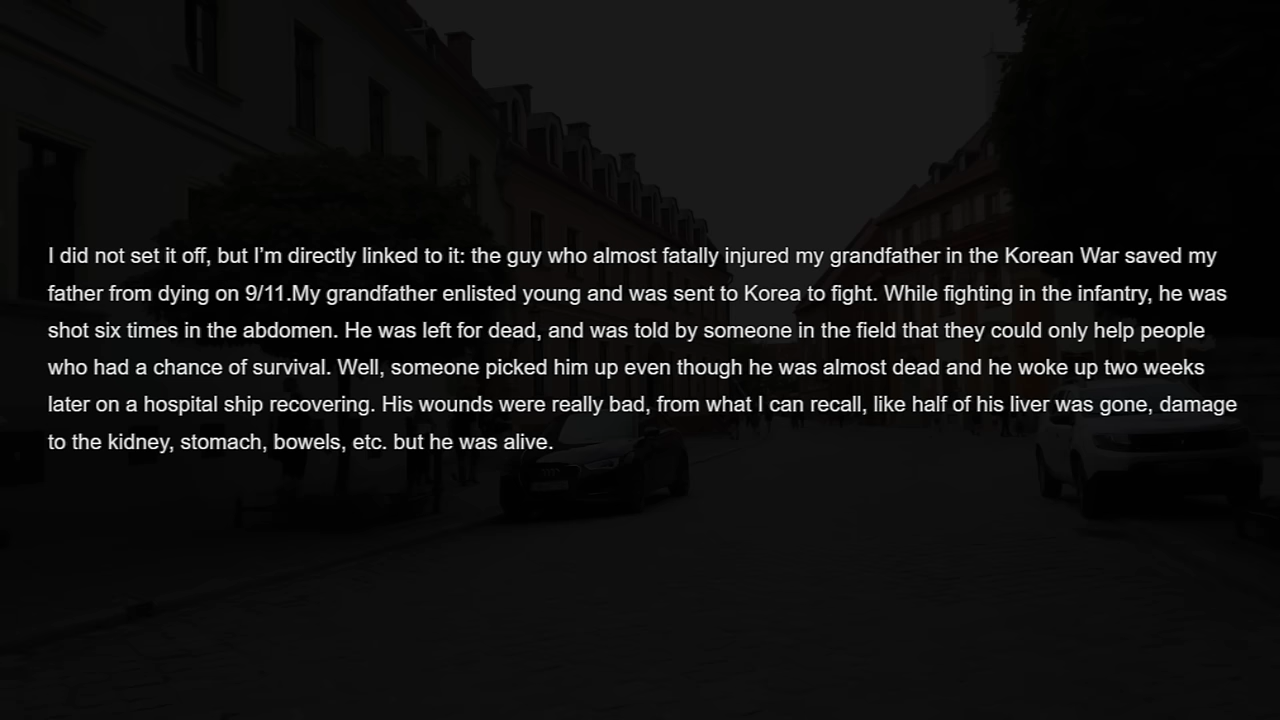 I did not set it off, but I’m directly linked to it: the guy who almost fatally injured my grandfather in the Korean War saved my
father from dying on 9/11.My grandfather enlisted young and was sent to Korea to fight. While fighting in the infantry, he was
shot six times in the abdomen. He was left for dead, and was told by someone in the field that they could only help people
who had a chance of survival. Well, someone picked him up even though he was almost dead and he woke up two weeks
later on a hospital ship recovering. His wounds were really bad, from what I can recall, like half of his liver was gone, damage
to the kidney, stomach, bowels, etc. but he was alive.